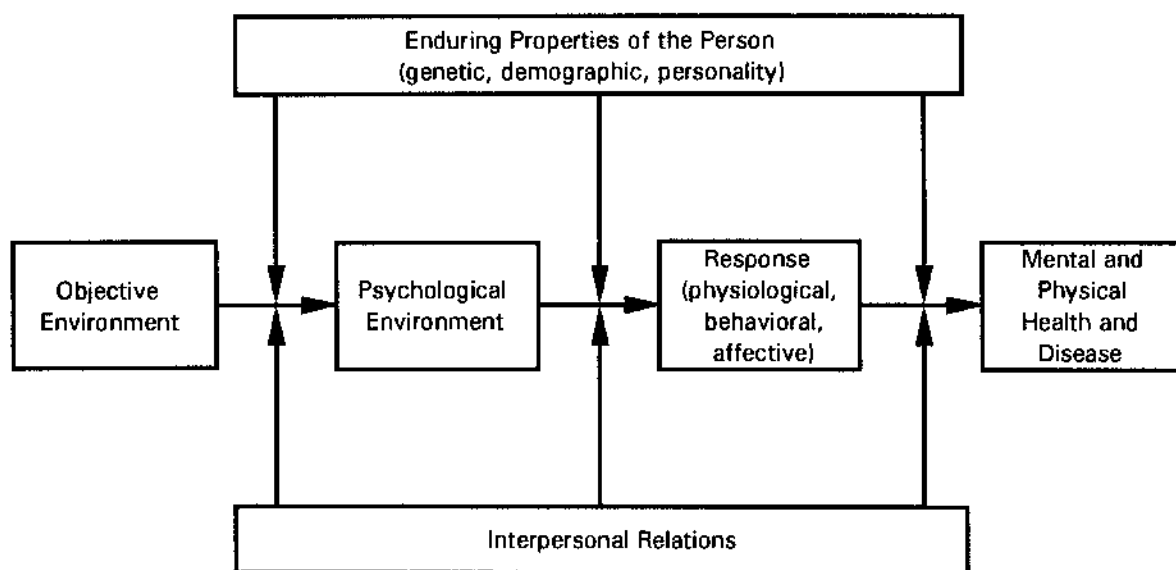 Enduring Properties of the Person
(genetic, demographic, personality)
Objective
Environment
Psychological
Environment
Response
(physiological,
behavioral,
affective)
Mental and
Physical
Health and
Disease
Interpersonal Relations